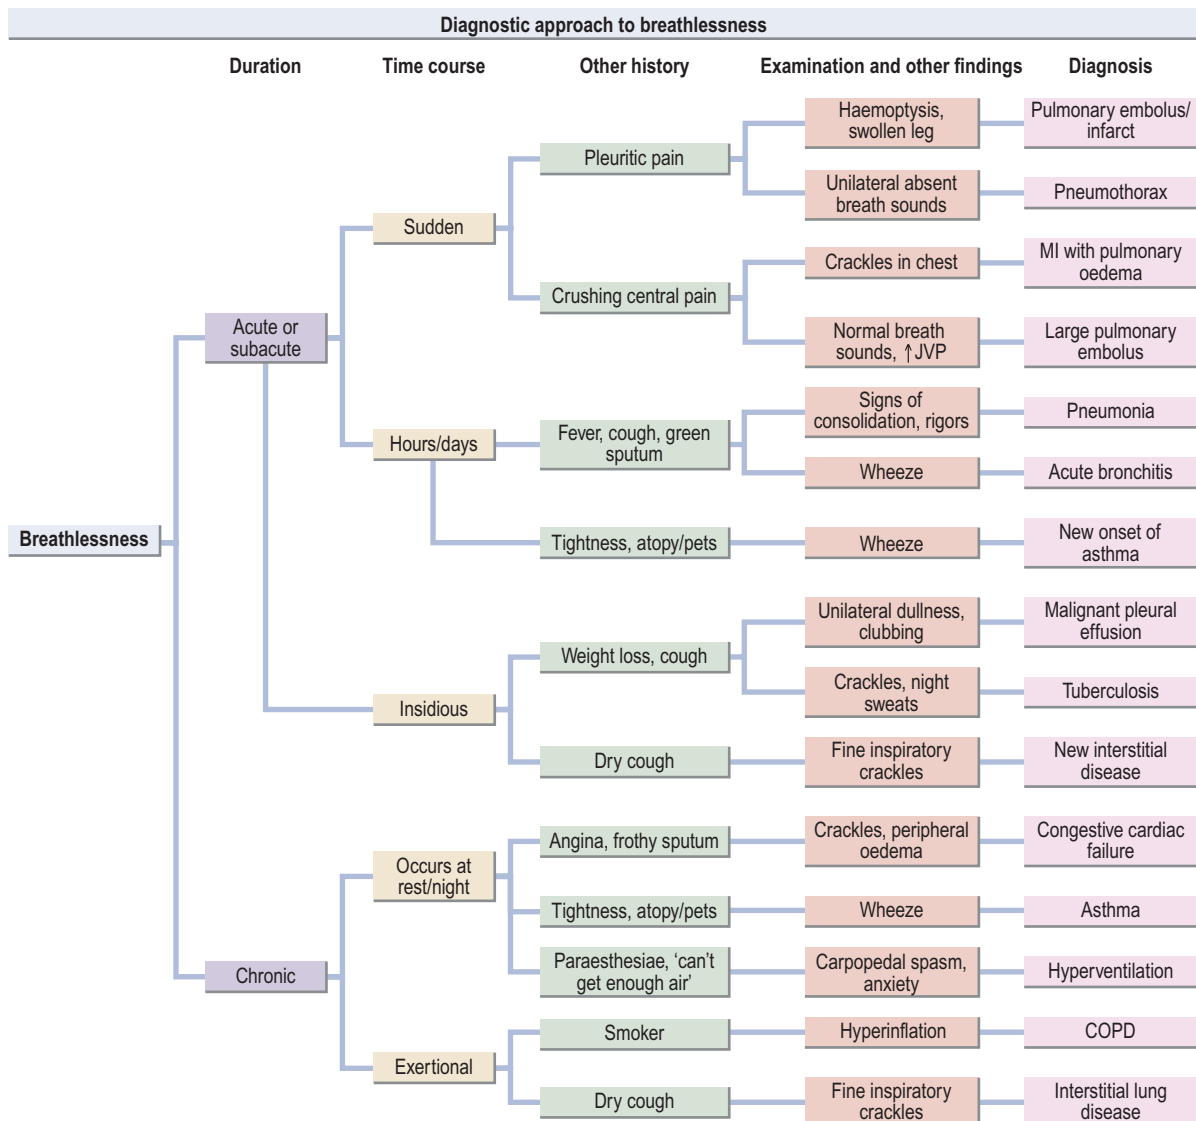 Diagnostic approach to breathlessness
Duration
Time course
Other history
Examination and other findings
Diagnosis
Breathlessness
Acute or
subacute
Sudden
Pleuritic pain
Haemoptysis,
swollen leg
Pulmonary embolus/
infarct
Unilateral absent
breath sounds
Pneumothorax
Crushing central pain
Crackles in chest
MI with pulmonary
oedema
Normal breath
sounds, ↑JVP
Large pulmonary
embolus
Hours/days
Fever, cough, green
sputum
Signs of
consolidation, rigors
Pneumonia
Wheeze
Acute bronchitis
Tightness, atopy/pets
Wheeze
New onset of
asthma
Insidious
Weight loss, cough
Unilateral dullness,
clubbing
Malignant pleural
effusion
Crackles, night
sweats
Tuberculosis
Dry cough
Fine inspiratory
crackles
New interstitial
disease
Chronic
Occurs at
rest/night
Angina, frothy sputum
Crackles, peripheral
oedema
Congestive cardiac
failure
Tightness, atopy/pets
Wheeze
Asthma
Paraesthesiae, ‘can’t
get enough air’
Carpopedal spasm,
anxiety
Hyperventilation
Exertional
Smoker
Hyperinflation
COPD
Dry cough
Fine inspiratory
crackles
Interstitial lung
disease